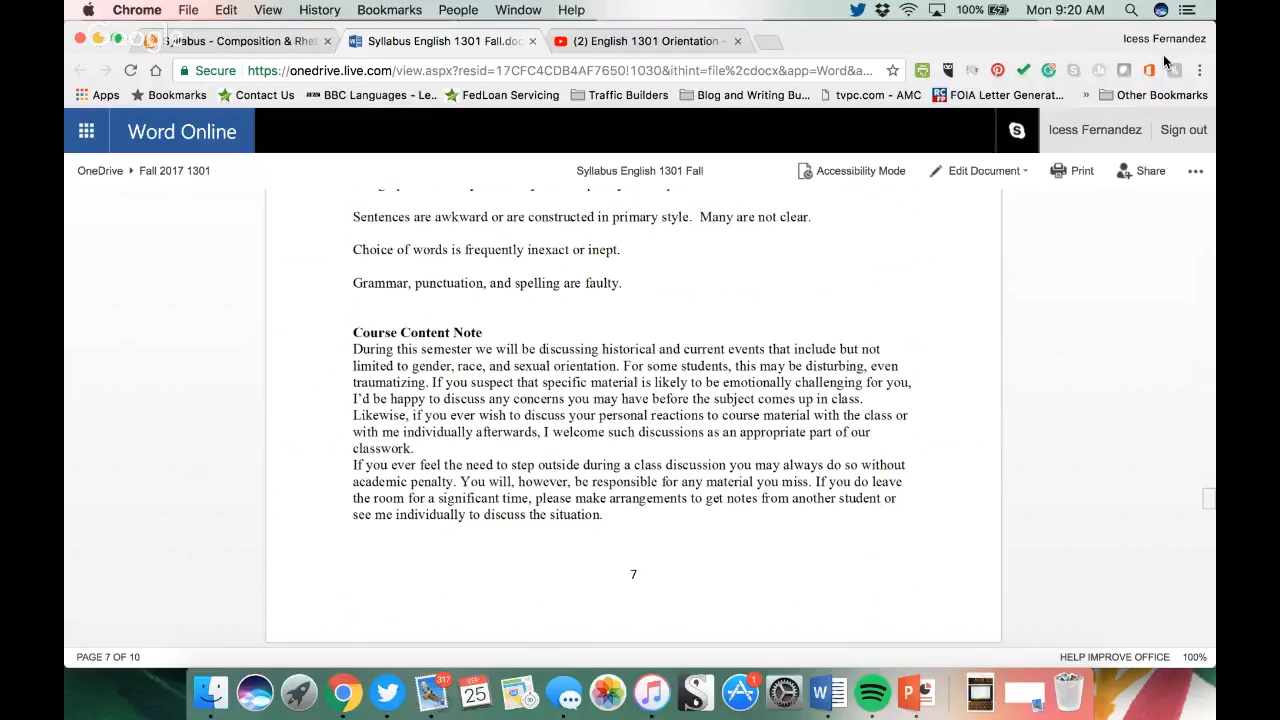 Chrome File Edit View History Bookmarks People Window Help 100% Mon 9:20 AM
Syllabus - Composition & Rhet
Syllabus English 1301 Fall.doc
(2) English 1301 Orientation -
Icess Fernandez
Secure https://onedrive.live.com/view.aspx?resid=17CFC4CDB4AF7650!1030&ithint=file%2cdocx&app=Word&a...
Apps Bookmarks Contact Us BBC Languages - Le... FedLoan Servicing Traffic Builders Blog and Writing Bu... tvpc.com - AMC FOIA Letter Generat... » Other Bookmarks
Word Online Icess Fernandez Sign out
OneDrive Fall 2017 1301 Syllabus English 1301 Fall Accessibility Mode Edit Document Print Share
Sentences are awkward or are constructed in primary style. Many are not clear.
Choice of words is frequently inexact or inept.
Grammar, punctuation, and spelling are faulty.
Course Content Note
During this semester we will be discussing historical and current events that include but not
limited to gender, race, and sexual orientation. For some students, this may be disturbing, even
traumatizing. If you suspect that specific material is likely to be emotionally challenging for you,
I'd be happy to discuss any concerns you may have before the subject comes up in class.
Likewise, if you ever wish to discuss your personal reactions to course material with the class or
with me individually afterwards, I welcome such discussions as an appropriate part of our
classwork.
If you ever feel the need to step outside during a class discussion you may always do so without
academic penalty. You will, however, be responsible for any material you miss. If you do leave
the room for a significant time, please make arrangements to get notes from another student or
see me individually to discuss the situation.
7
PAGE 7 OF 10 HELP IMPROVE OFFICE 100%
317
SEP
25
1